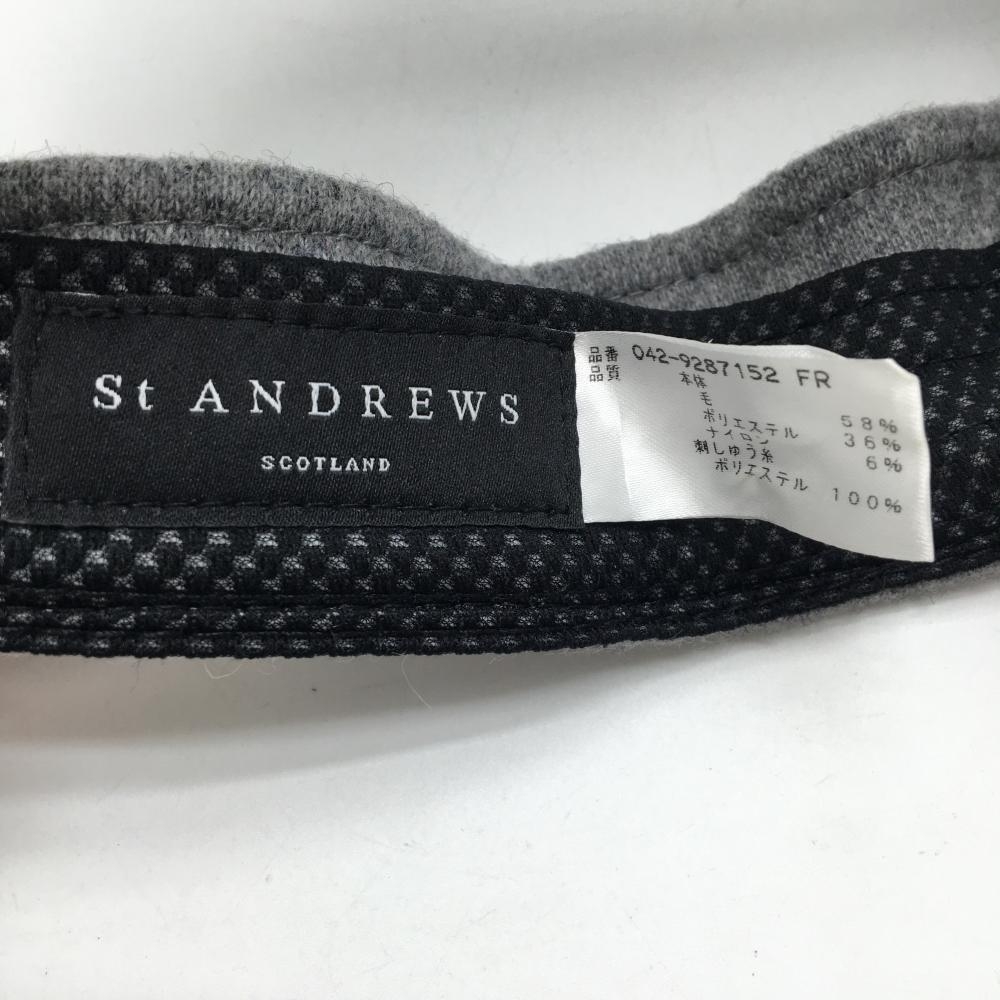 St ANDREWS
SCOTLAND
品番 042-9287152 FR
品質 本体
毛 58%
ポリエステル 36%
ナイロン 6%
刺しゅう糸
ポリエステル 100%